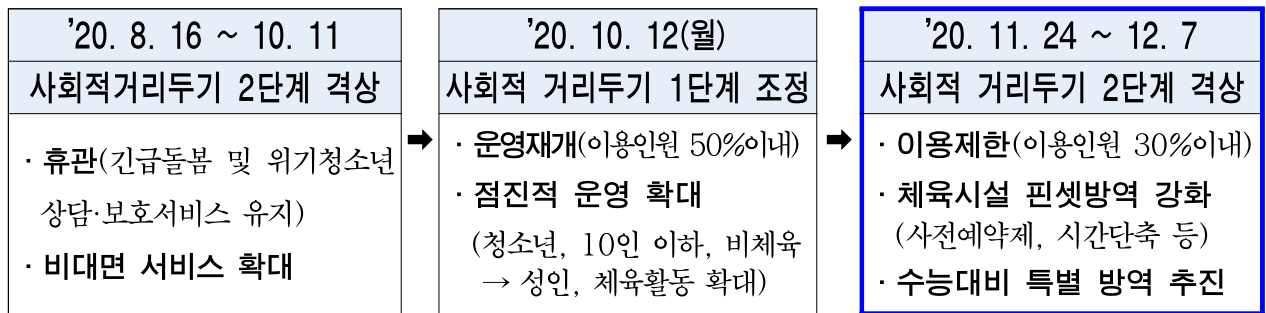 '20. 8. 16 ~ 10. 11
사회적거리두기 2단계 격상
· 휴관(긴급돌봄 및 위기청소년
상담·보호서비스 유지)
· 비대면 서비스 확대
➡
'20. 10. 12(월)
사회적 거리두기 1단계 조정
· 운영재개(이용인원 50%이내)
· 점진적 운영 확대
(청소년, 10인 이하, 비체육
→ 성인, 체육활동 확대)
➡
'20. 11. 24 ~ 12. 7
사회적 거리두기 2단계 격상
· 이용제한(이용인원 30%이내)
· 체육시설 핀셋방역 강화
(사전예약제, 시간단축 등)
· 수능대비 특별 방역 추진